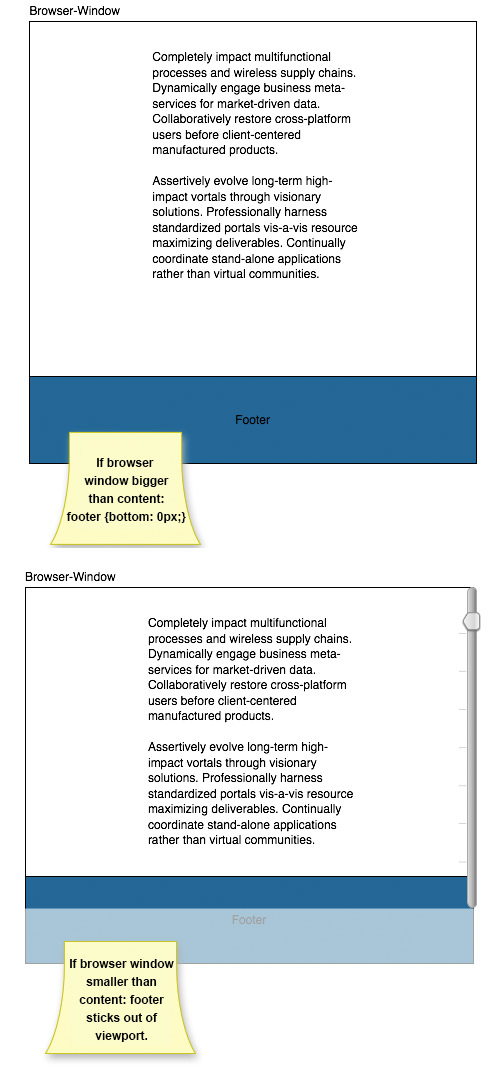 Browser-Window
Completely impact multifunctional
processes and wireless supply chains.
Dynamically engage business meta-
services for market-driven data.
Collaboratively restore cross-platform
users before client-centered
manufactured products.
Assertively evolve long-term high-
impact vortals through visionary
solutions. Professionally harness
standardized portals vis-a-vis resource
maximizing deliverables. Continually
coordinate stand-alone applications
rather than virtual communities.
Footer
If browser
window bigger
than content:
footer {bottom: 0px;}
Browser-Window
Completely impact multifunctional
processes and wireless supply chains.
Dynamically engage business meta-
services for market-driven data.
Collaboratively restore cross-platform
users before client-centered
manufactured products.
Assertively evolve long-term high-
impact vortals through visionary
solutions. Professionally harness
standardized portals vis-a-vis resource
maximizing deliverables. Continually
coordinate stand-alone applications
rather than virtual communities.
Footer
If browser window
smaller than
content: footer
sticks out of
viewport.